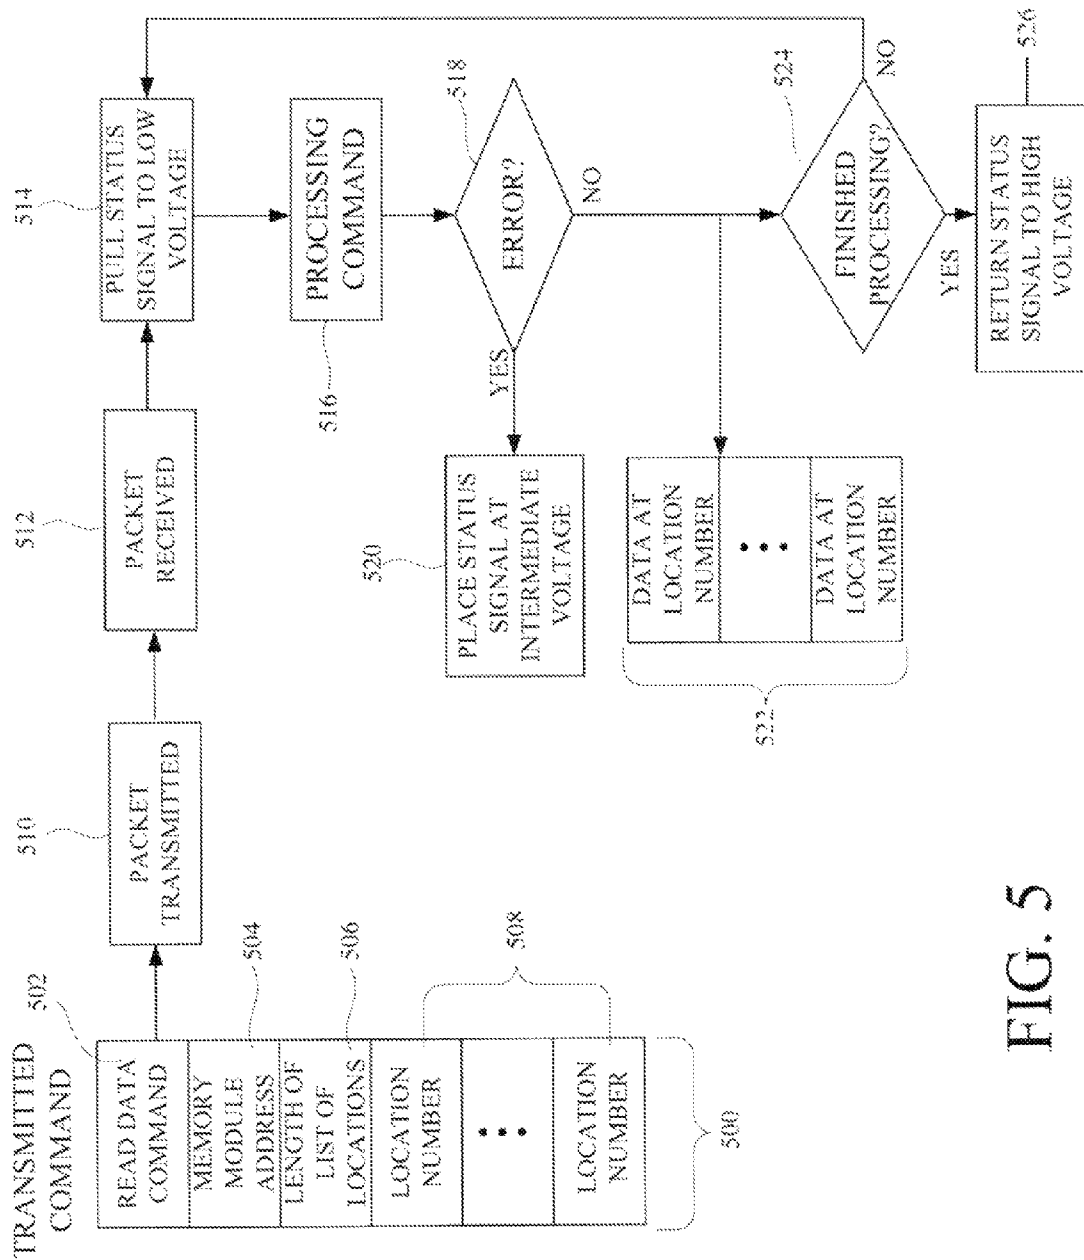 TRANSMITTED
COMMAND
502
READ DATA
COMMAND
MEMORY
MODULE
ADDRESS
504
LENGTH OF
LIST OF
LOCATIONS
506
LOCATION
NUMBER
508
LOCATION
NUMBER
500
510
PACKET
TRANSMITTED
512
PACKET
RECEIVED
514
PULL STATUS
SIGNAL TO LOW
VOLTAGE
PROCESSING
COMMAND
516
518
ERROR?
YES
NO
520
PLACE STATUS
SIGNAL AT
INTERMEDIATE
VOLTAGE
DATA AT
LOCATION
NUMBER
DATA AT
LOCATION
NUMBER
522
524
FINISHED
PROCESSING?
NO
YES
RETURN STATUS
SIGNAL TO HIGH
VOLTAGE
526
FIG. 5